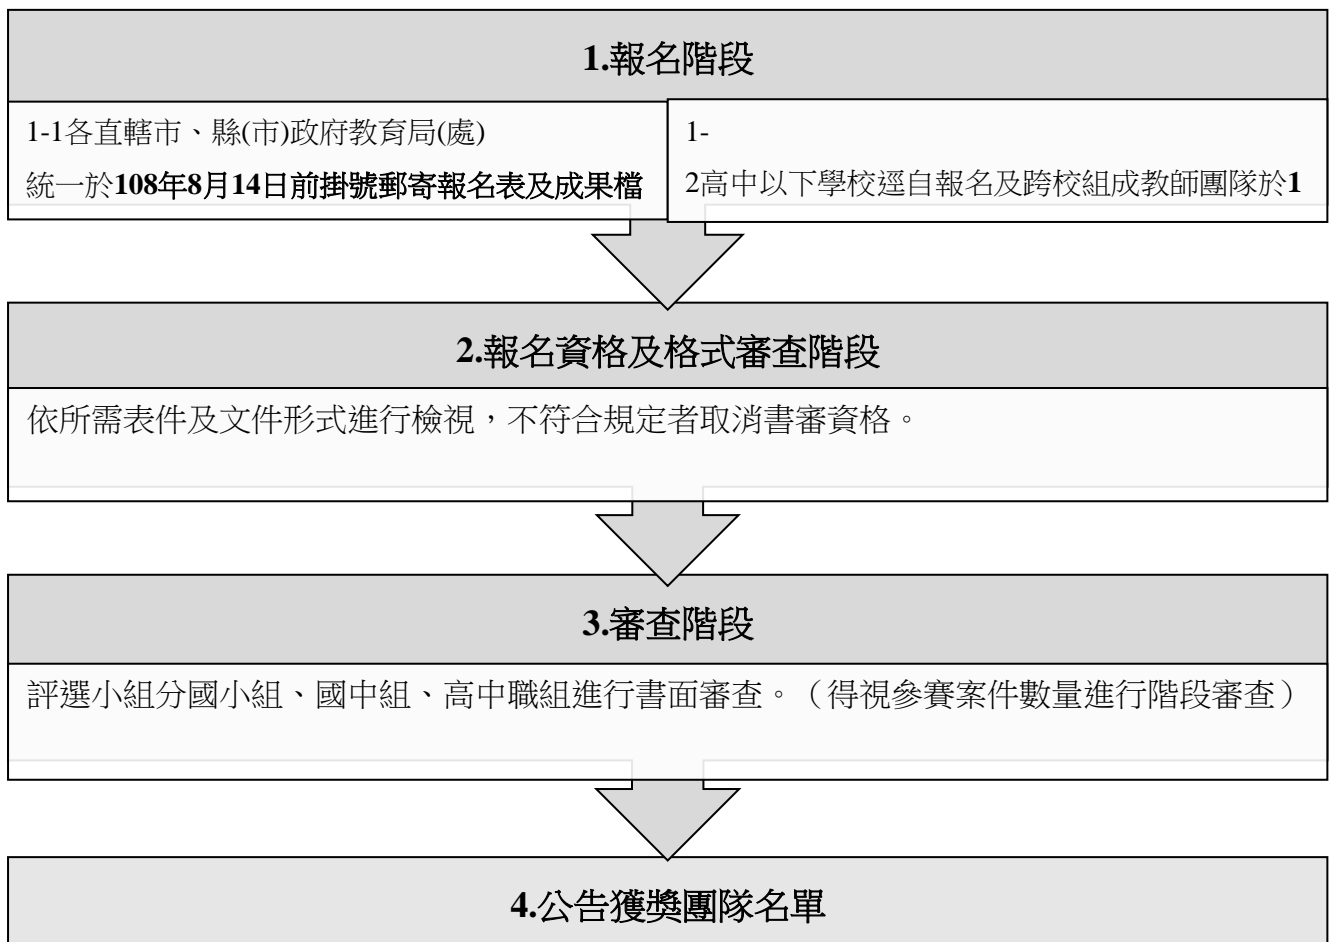 1.報名階段
1-1各直轄市、縣(市)政府教育局(處)
統一於108年8月14日前掛號郵寄報名表及成果檔
1-
2高中以下學校逕自報名及跨校組成教師團隊於1
2.報名資格及格式審查階段
依所需表件及文件形式進行檢視，不符合規定者取消書審資格。
3.審查階段
評選小組分國小組、國中組、高中職組進行書面審查。（得視參賽案件數量進行階段審查）
4.公告獲獎團隊名單